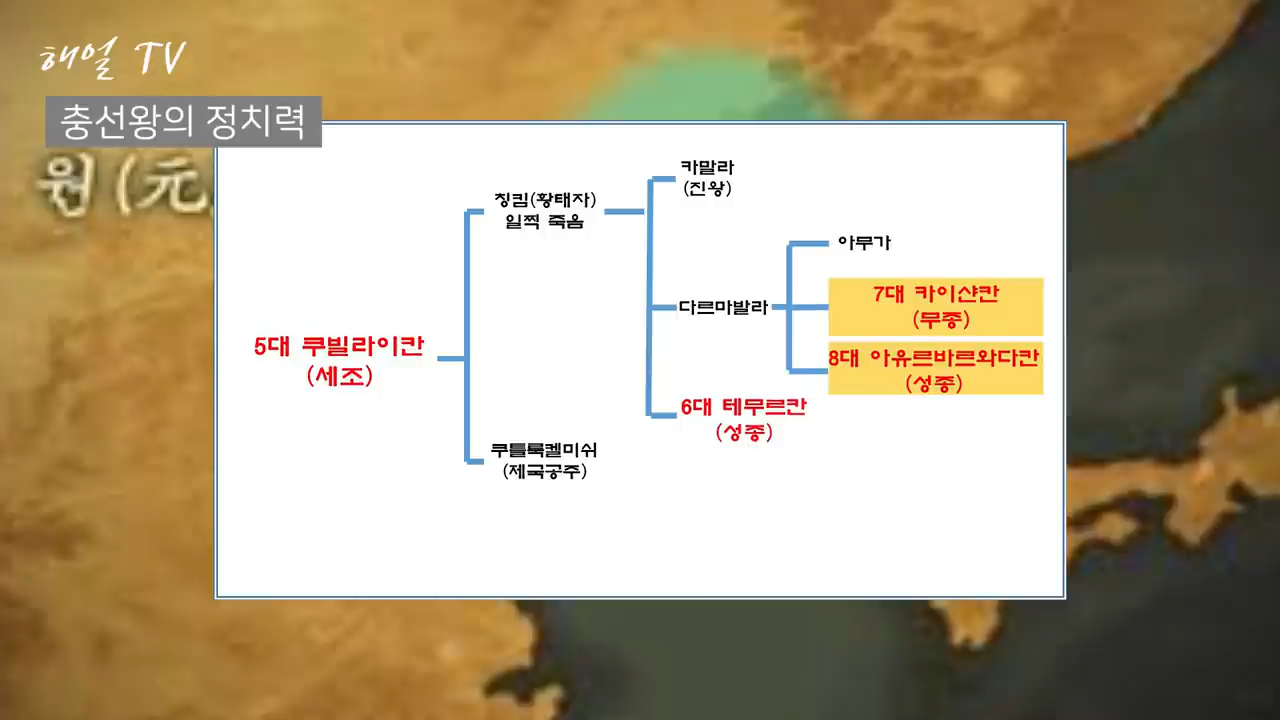 해얼 TV
충선왕의 정치력
원 (元
카말라
(진왕)
칭킴(황태자)
일찍 죽음
아무가
7대 카이샨칸
(무종)
다르마발라
5대 쿠빌라이칸
(세조)
8대 아유르바르와다칸
(성종)
6대 테무르칸
(성종)
쿠틀룩켈미쉬
(제국공주)